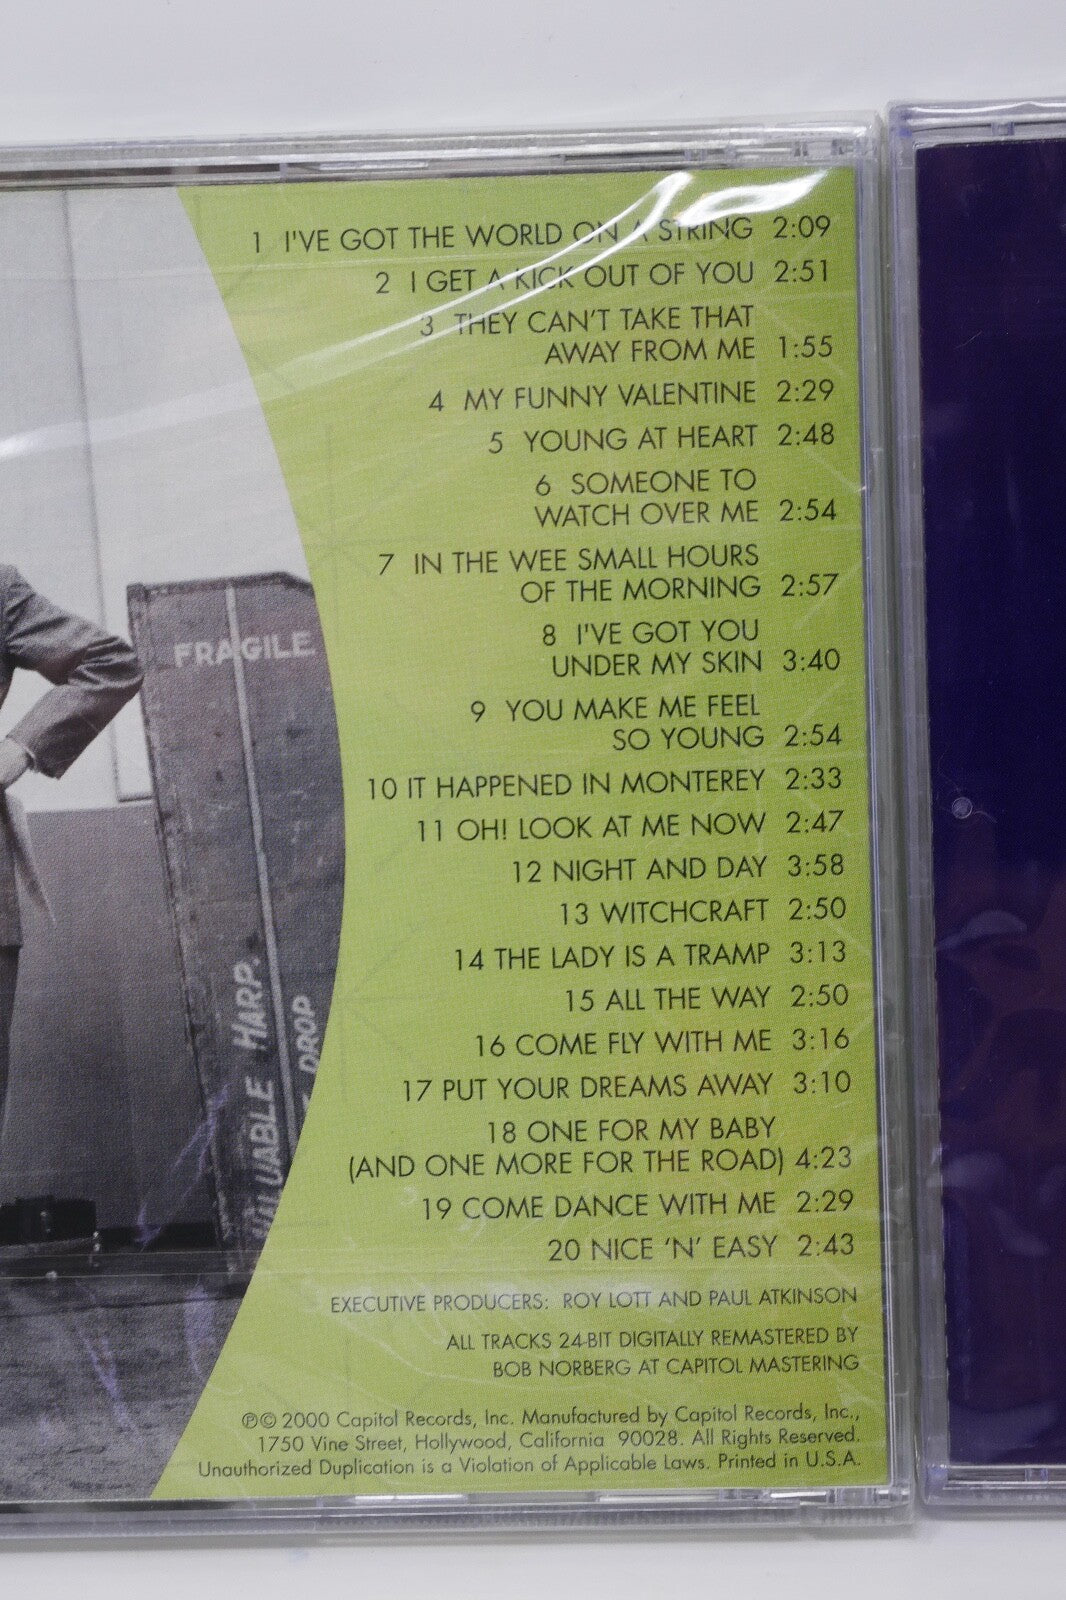 1 I'VE GOT THE WORLD ON A STRING 2:09
2 I GET A KICK OUT OF YOU 2:51
3 THEY CAN'T TAKE THAT
AWAY FROM ME 1:55
4 MY FUNNY VALENTINE 2:29
5 YOUNG AT HEART 2:48
6 SOMEONE TO
WATCH OVER ME 2:54
7 IN THE WEE SMALL HOURS
OF THE MORNING 2:57
8 I'VE GOT YOU
UNDER MY SKIN 3:40
9 YOU MAKE ME FEEL
SO YOUNG 2:54
10 IT HAPPENED IN MONTEREY 2:33
11 OH! LOOK AT ME NOW 2:47
12 NIGHT AND DAY 3:58
13 WITCHCRAFT 2:50
14 THE LADY IS A TRAMP 3:13
15 ALL THE WAY 2:50
16 COME FLY WITH ME 3:16
17 PUT YOUR DREAMS AWAY 3:10
18 ONE FOR MY BABY
(AND ONE MORE FOR THE ROAD) 4:23
19 COME DANCE WITH ME 2:29
20 NICE 'N' EASY 2:43
EXECUTIVE PRODUCERS: ROY LOTT AND PAUL ATKINSON
ALL TRACKS 24-BIT DIGITALLY REMASTERED BY
BOB NORBERG AT CAPITOL MASTERING
℗© 2000 Capitol Records, Inc. Manufactured by Capitol Records, Inc.,
1750 Vine Street, Hollywood, California 90028. All Rights Reserved.
Unauthorized Duplication is a Violation of Applicable Laws. Printed in U.S.A.
FRAGILE
HARP.
DROP